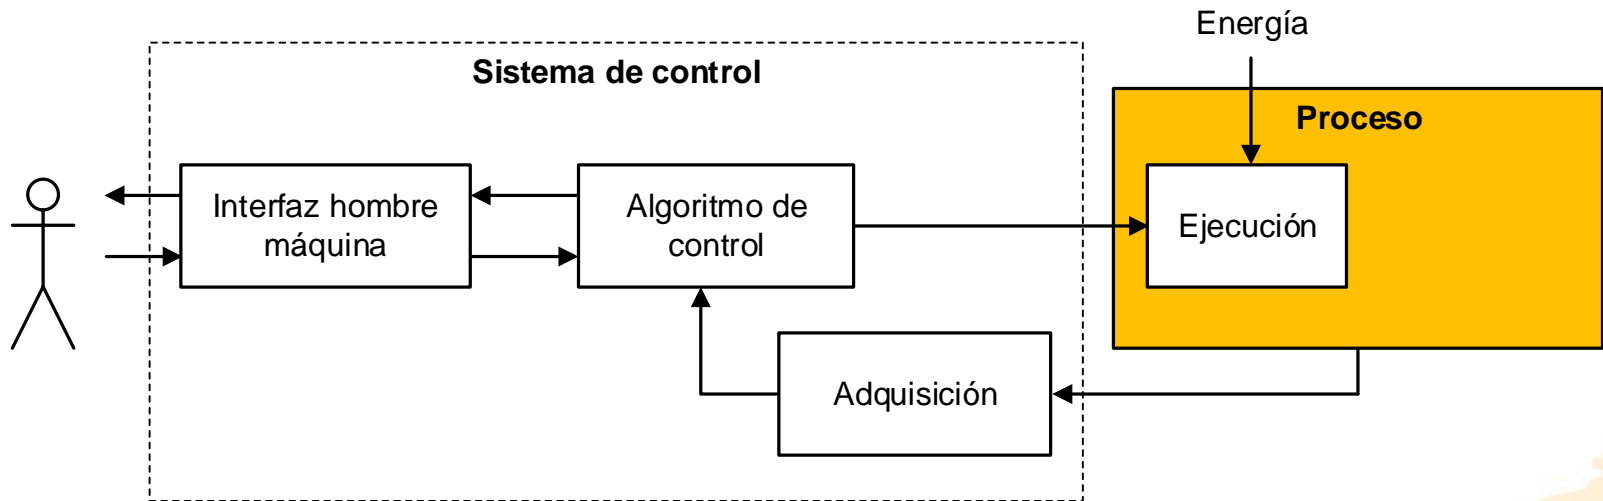 Energía
Sistema de control
Proceso
Interfaz hombre
máquina
Algoritmo de
control
Ejecución
Adquisición